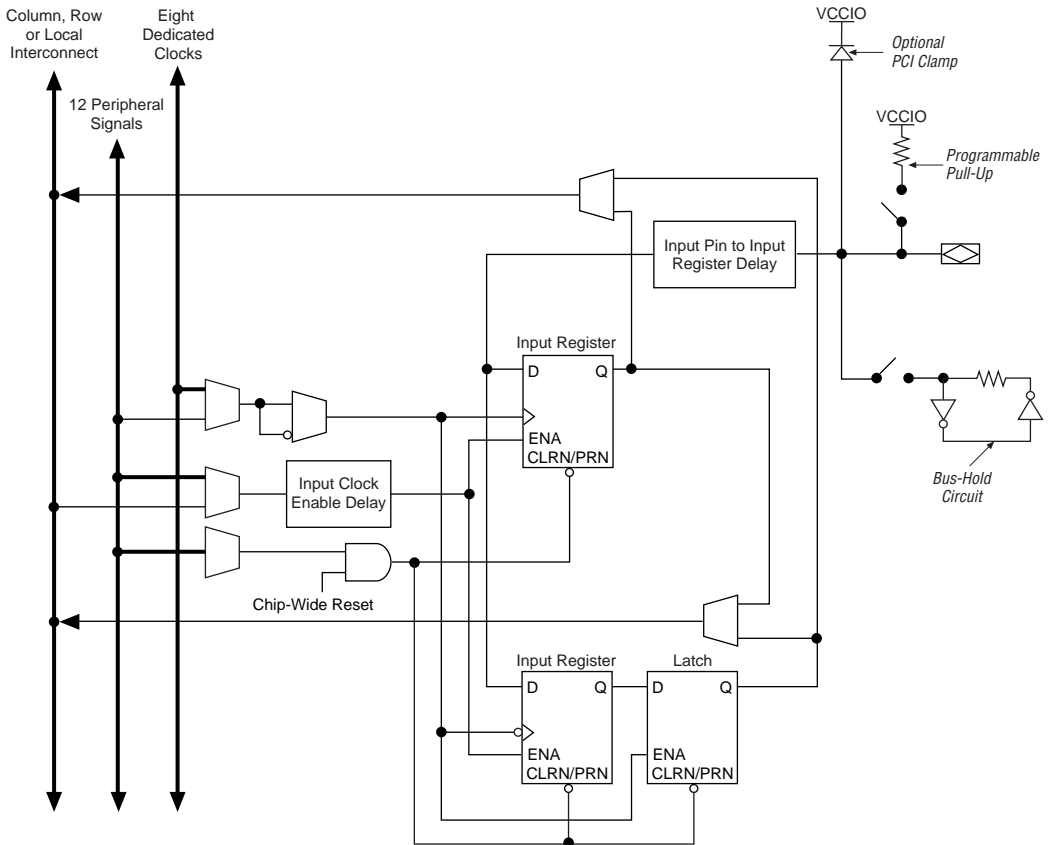 Column, Row
or Local
Interconnect
Eight
Dedicated
Clocks
12 Peripheral
Signals
VCCIO
Optional
PCI Clamp
VCCIO
Programmable
Pull-Up
Input Pin to Input
Register Delay
Input Register
D
Q
ENA
CLRN/PRN
Input Clock
Enable Delay
Chip-Wide Reset
Bus-Hold
Circuit
Input Register
D
Q
ENA
CLRN/PRN
Latch
D
Q
ENA
CLRN/PRN